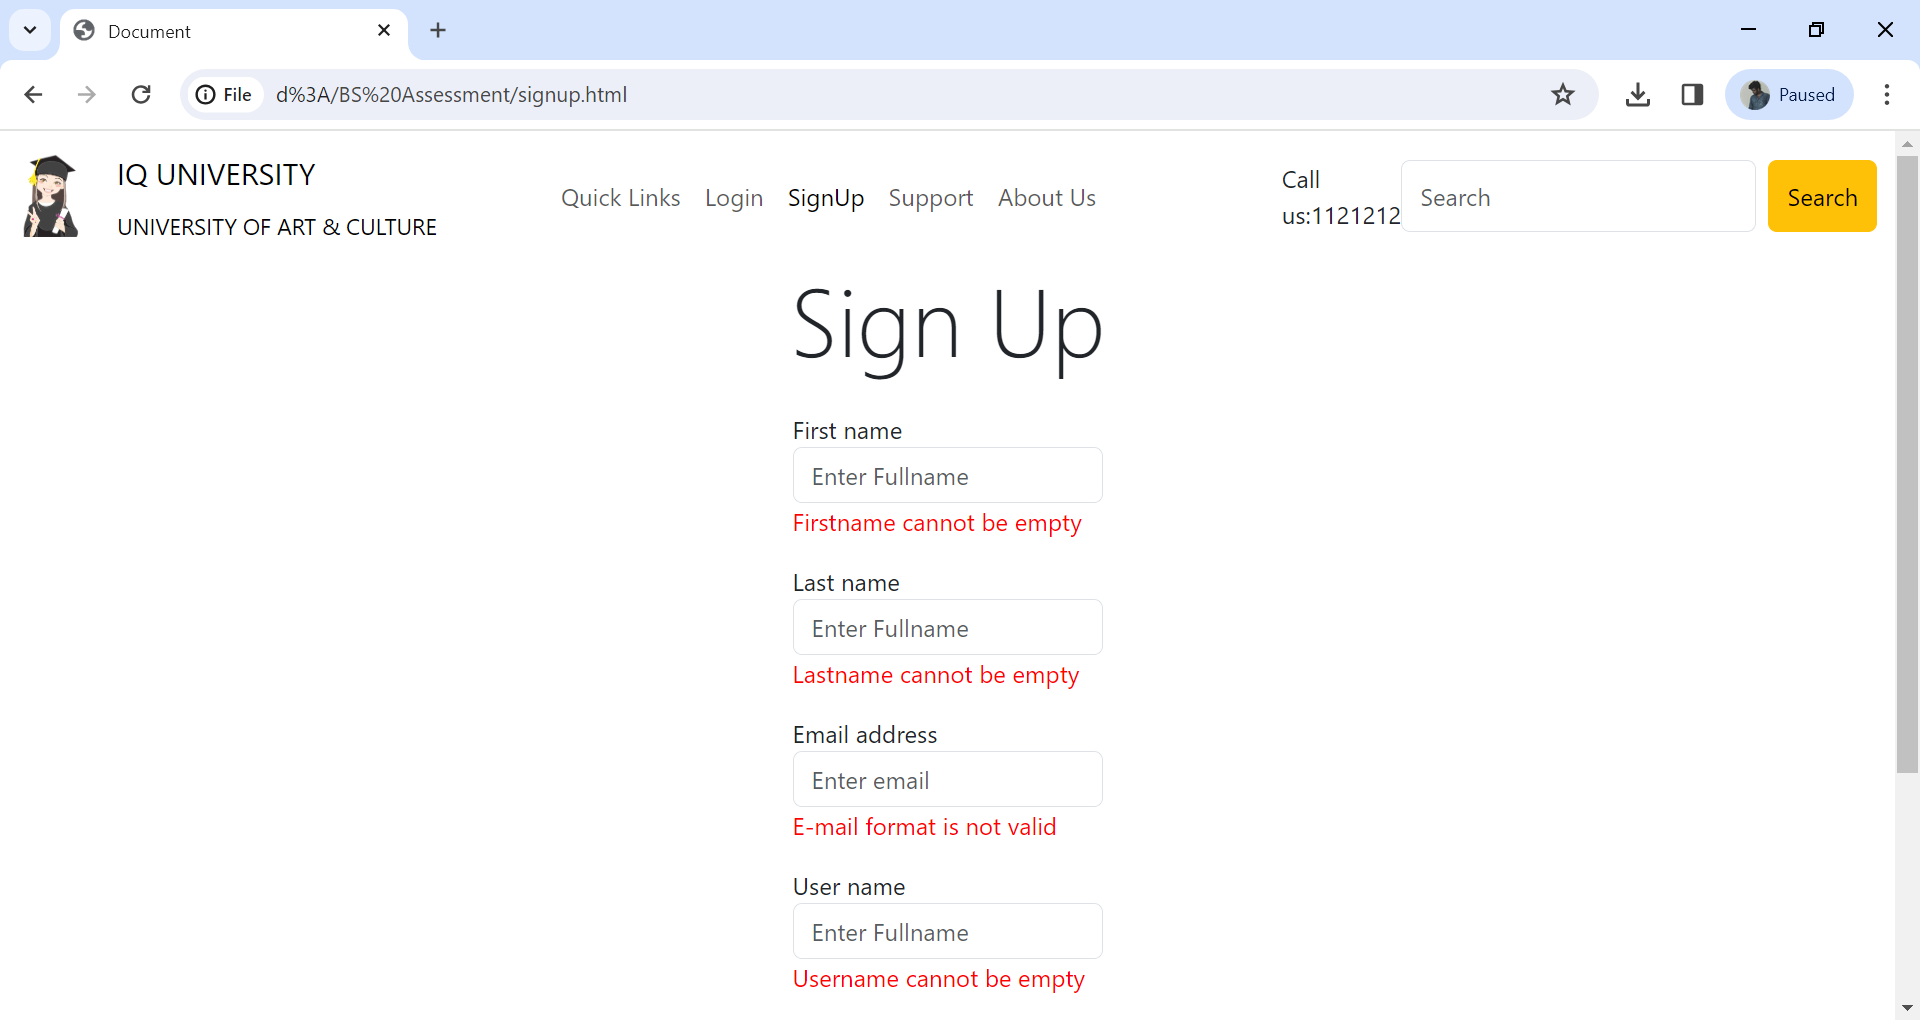 Document
File
d%3A/BS%20Assessment/signup.html
Paused
IQ UNIVERSITY
UNIVERSITY OF ART & CULTURE
Quick Links
Login
SignUp
Support
About Us
Call
us:1121212
Search
Search
Sign Up
First name
Enter Fullname
Firstname cannot be empty
Last name
Enter Fullname
Lastname cannot be empty
Email address
Enter email
E-mail format is not valid
User name
Enter Fullname
Username cannot be empty